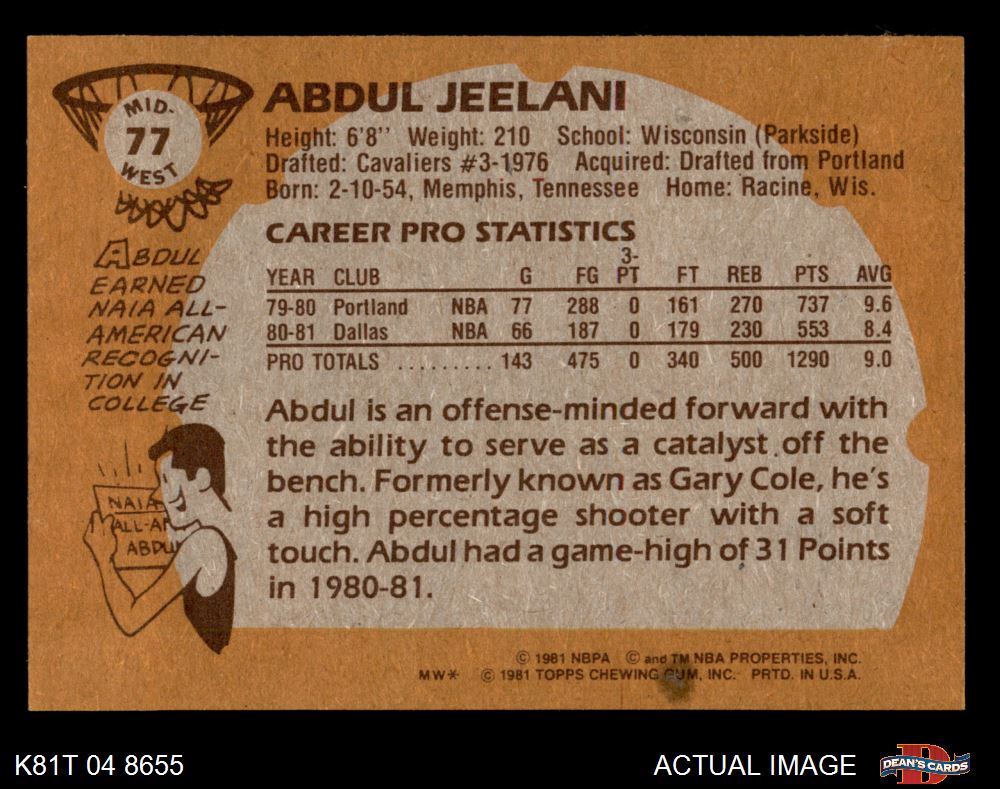 MID-
77
WEST
ABDUL JEELANI
Height: 6'8'' Weight: 210 School: Wisconsin (Parkside)
Drafted: Cavaliers #3-1976 Acquired: Drafted from Portland
Born: 2-10-54, Memphis, Tennessee Home: Racine, Wis.
ABDUL
EARNED
NAIA ALL-
AMERICAN
RECOGNI-
TION IN
COLLEGE
NAIA
ALL-AM
ABDU
CAREER PRO STATISTICS
YEAR CLUB G FG 3-PT FT REB PTS AVG
79-80 Portland NBA 77 288 0 161 270 737 9.6
80-81 Dallas NBA 66 187 0 179 230 553 8.4
PRO TOTALS ......... 143 475 0 340 500 1290 9.0
Abdul is an offense-minded forward with
the ability to serve as a catalyst off the
bench. Formerly known as Gary Cole, he's
a high percentage shooter with a soft
touch. Abdul had a game-high of 31 Points
in 1980-81.
© 1981 NBPA © and TM NBA PROPERTIES, INC.
MW* © 1981 TOPPS CHEWING GUM, INC. PRTD. IN U.S.A.
K81T 04 8655
ACTUAL IMAGE
DEAN'S CARDS